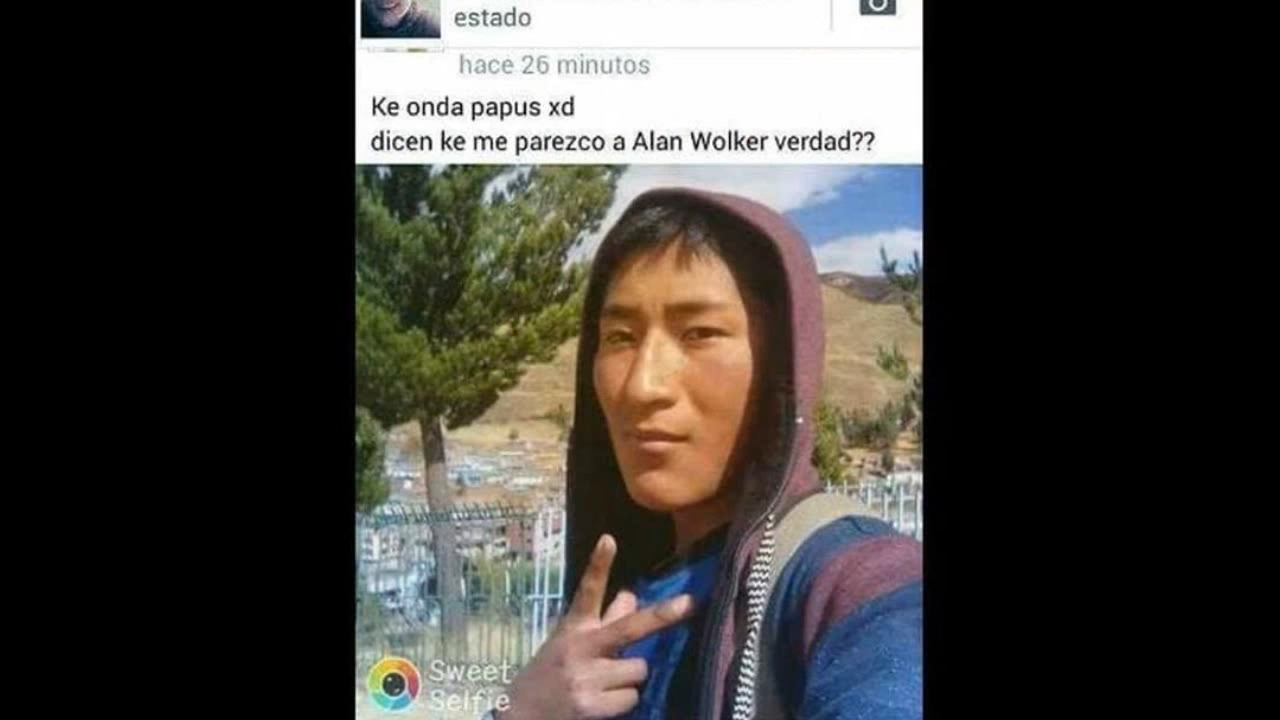 estado
hace 26 minutos
Ke onda papus xd
dicen ke me parezco a Alan Wolker verdad??
Sweet
Selfie